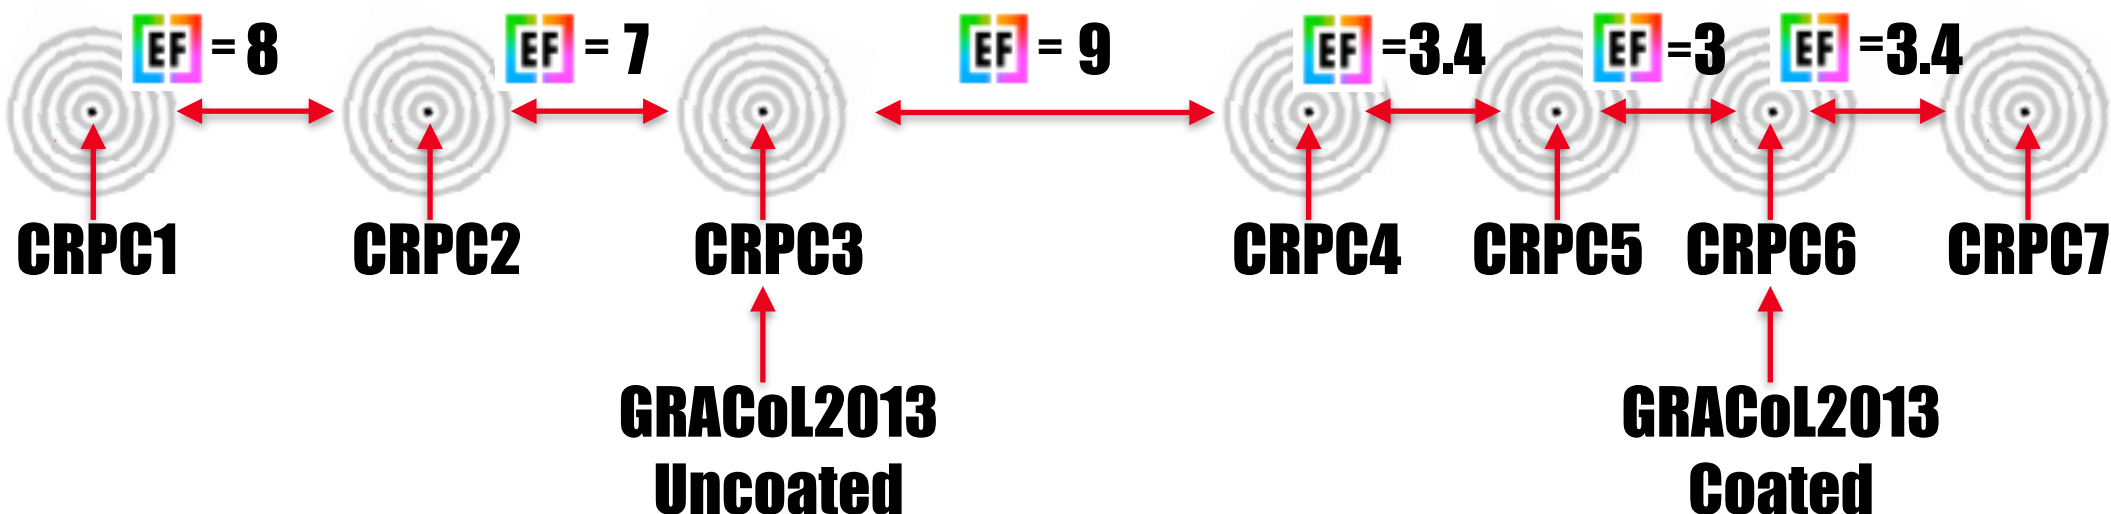 EF = 8 EF = 7 EF = 9 EF =3.4 EF =3 EF =3.4
CRPC1 CRPC2 CRPC3 CRPC4 CRPC5 CRPC6 CRPC7
GRACoL2013 GRACoL2013
Uncoated Coated